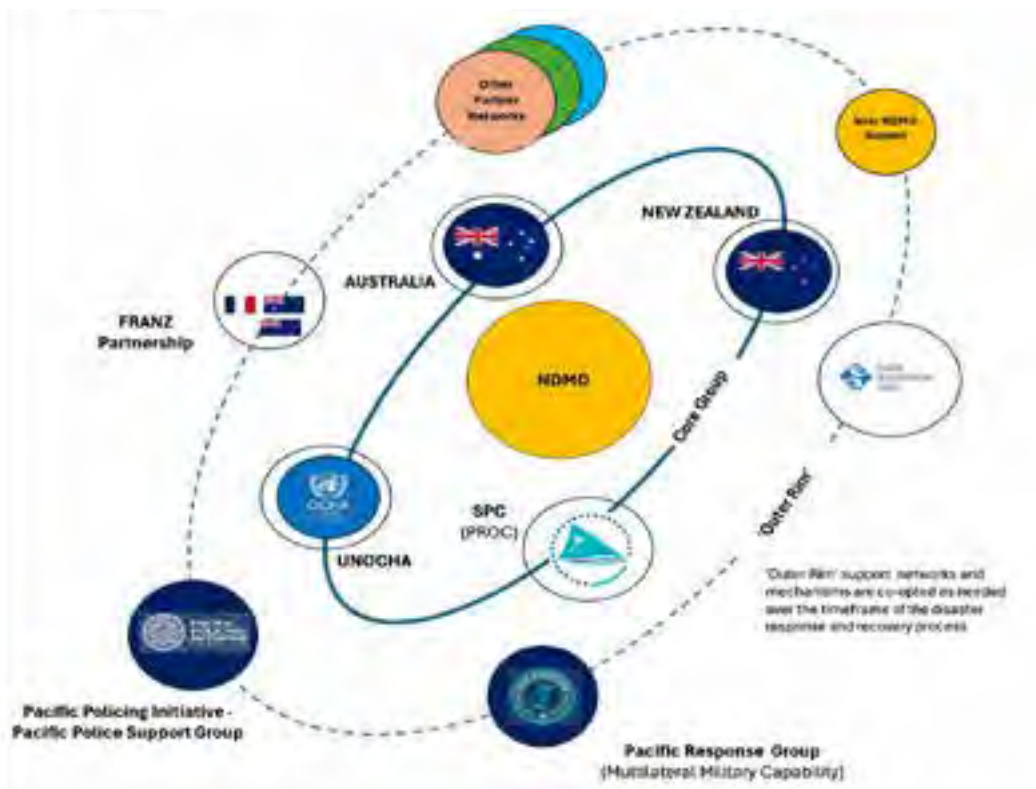 Other
Partner
Networks
Inter NDMO
Support
NEW ZEALAND
AUSTRALIA
FRANZ
Partnership
NDMO
Core Group
SPC
(PROC)
OCHA
UNOCHA
'Outer Rim'
'Outer Rim' support networks and
mechanisms are co-opted as needed
over the timeframe of the disaster
response and recovery process
Pacific Policing Initiative -
Pacific Police Support Group
Pacific Response Group
(Multilateral Military Capability)